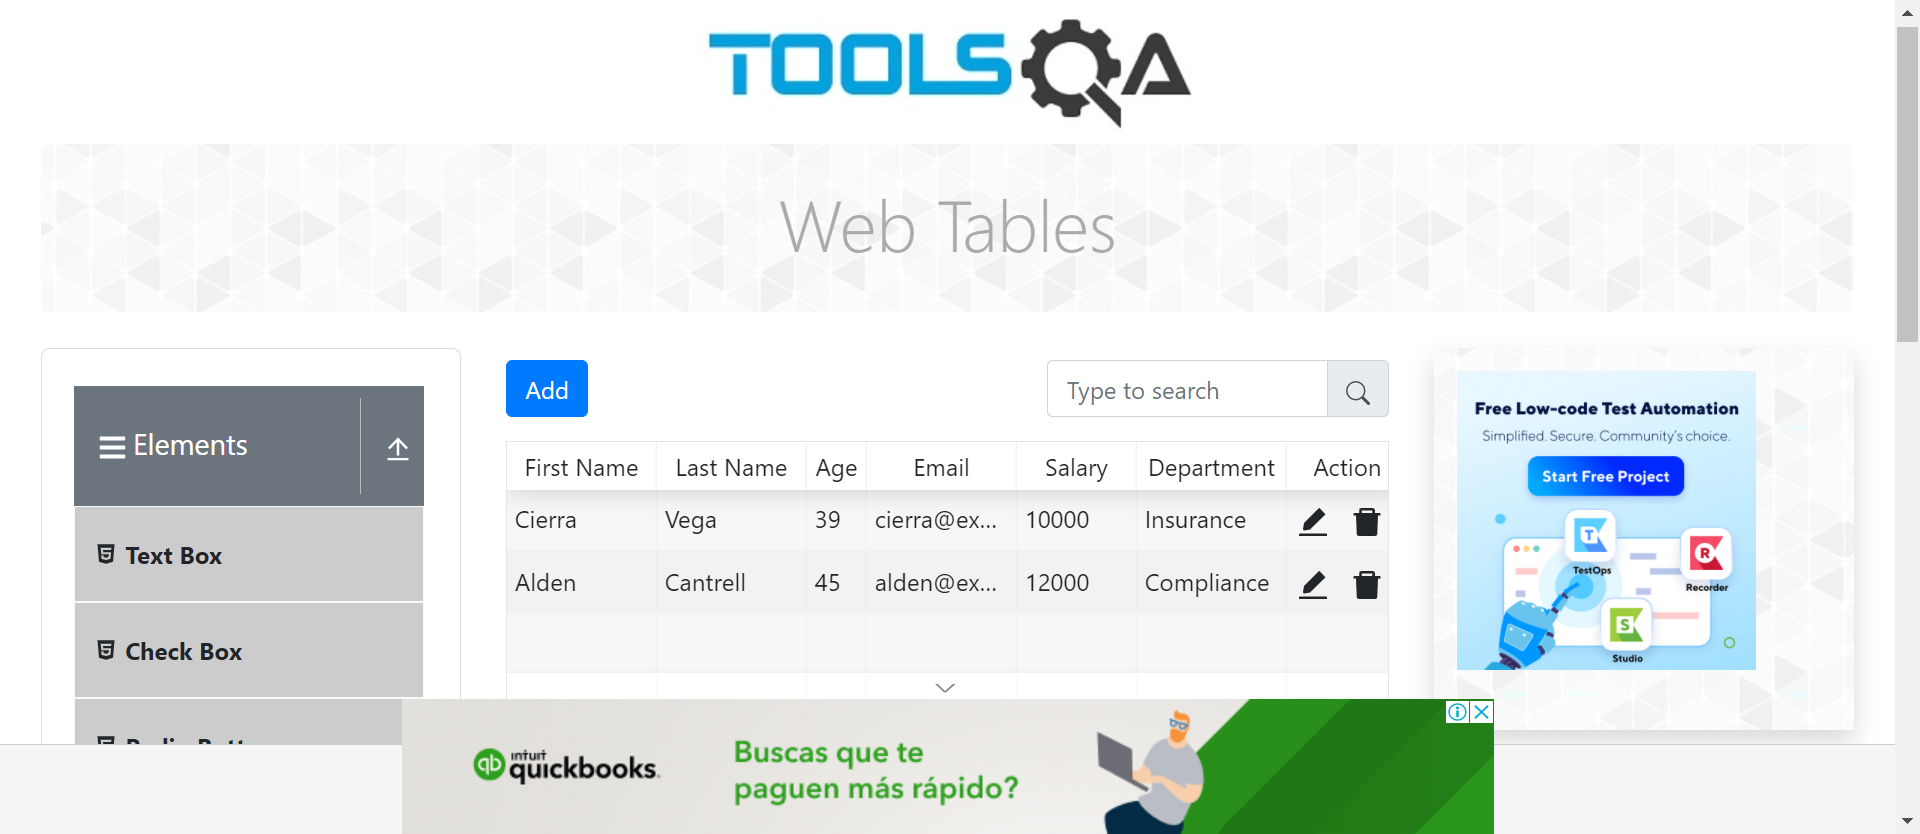 TOOLSQA
Web Tables
Elements
Text Box
Check Box
Add
Type to search
First Name Last Name Age Email Salary Department Action
Cierra Vega 39 cierra@ex... 10000 Insurance
Alden Cantrell 45 alden@ex... 12000 Compliance
Free Low-code Test Automation
Simplified. Secure. Community's choice.
Start Free Project
TestOps
Recorder
Studio
intuit
quickbooks.
Buscas que te
paguen más rápido?